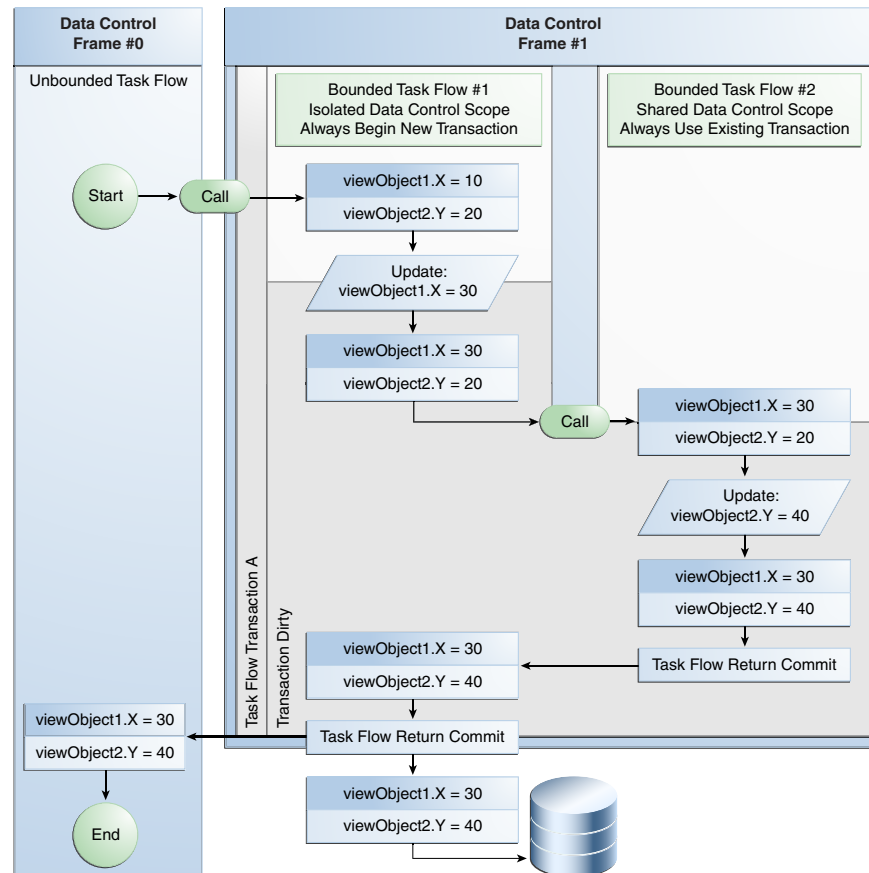 Data Control
Frame #0
Unbounded Task Flow
Data Control
Frame #1
Bounded Task Flow #1
Isolated Data Control Scope
Always Begin New Transaction
Bounded Task Flow #2
Shared Data Control Scope
Always Use Existing Transaction
Start
Call
viewObject1.X = 10
viewObject2.Y = 20
Update:
viewObject1.X = 30
viewObject1.X = 30
viewObject2.Y = 20
Call
viewObject1.X = 30
viewObject2.Y = 20
Update:
viewObject2.Y = 40
viewObject1.X = 30
viewObject2.Y = 40
Task Flow Return Commit
Task Flow Transaction A
Transaction Dirty
viewObject1.X = 30
viewObject2.Y = 40
Task Flow Return Commit
viewObject1.X = 30
viewObject2.Y = 40
viewObject1.X = 30
viewObject2.Y = 40
End